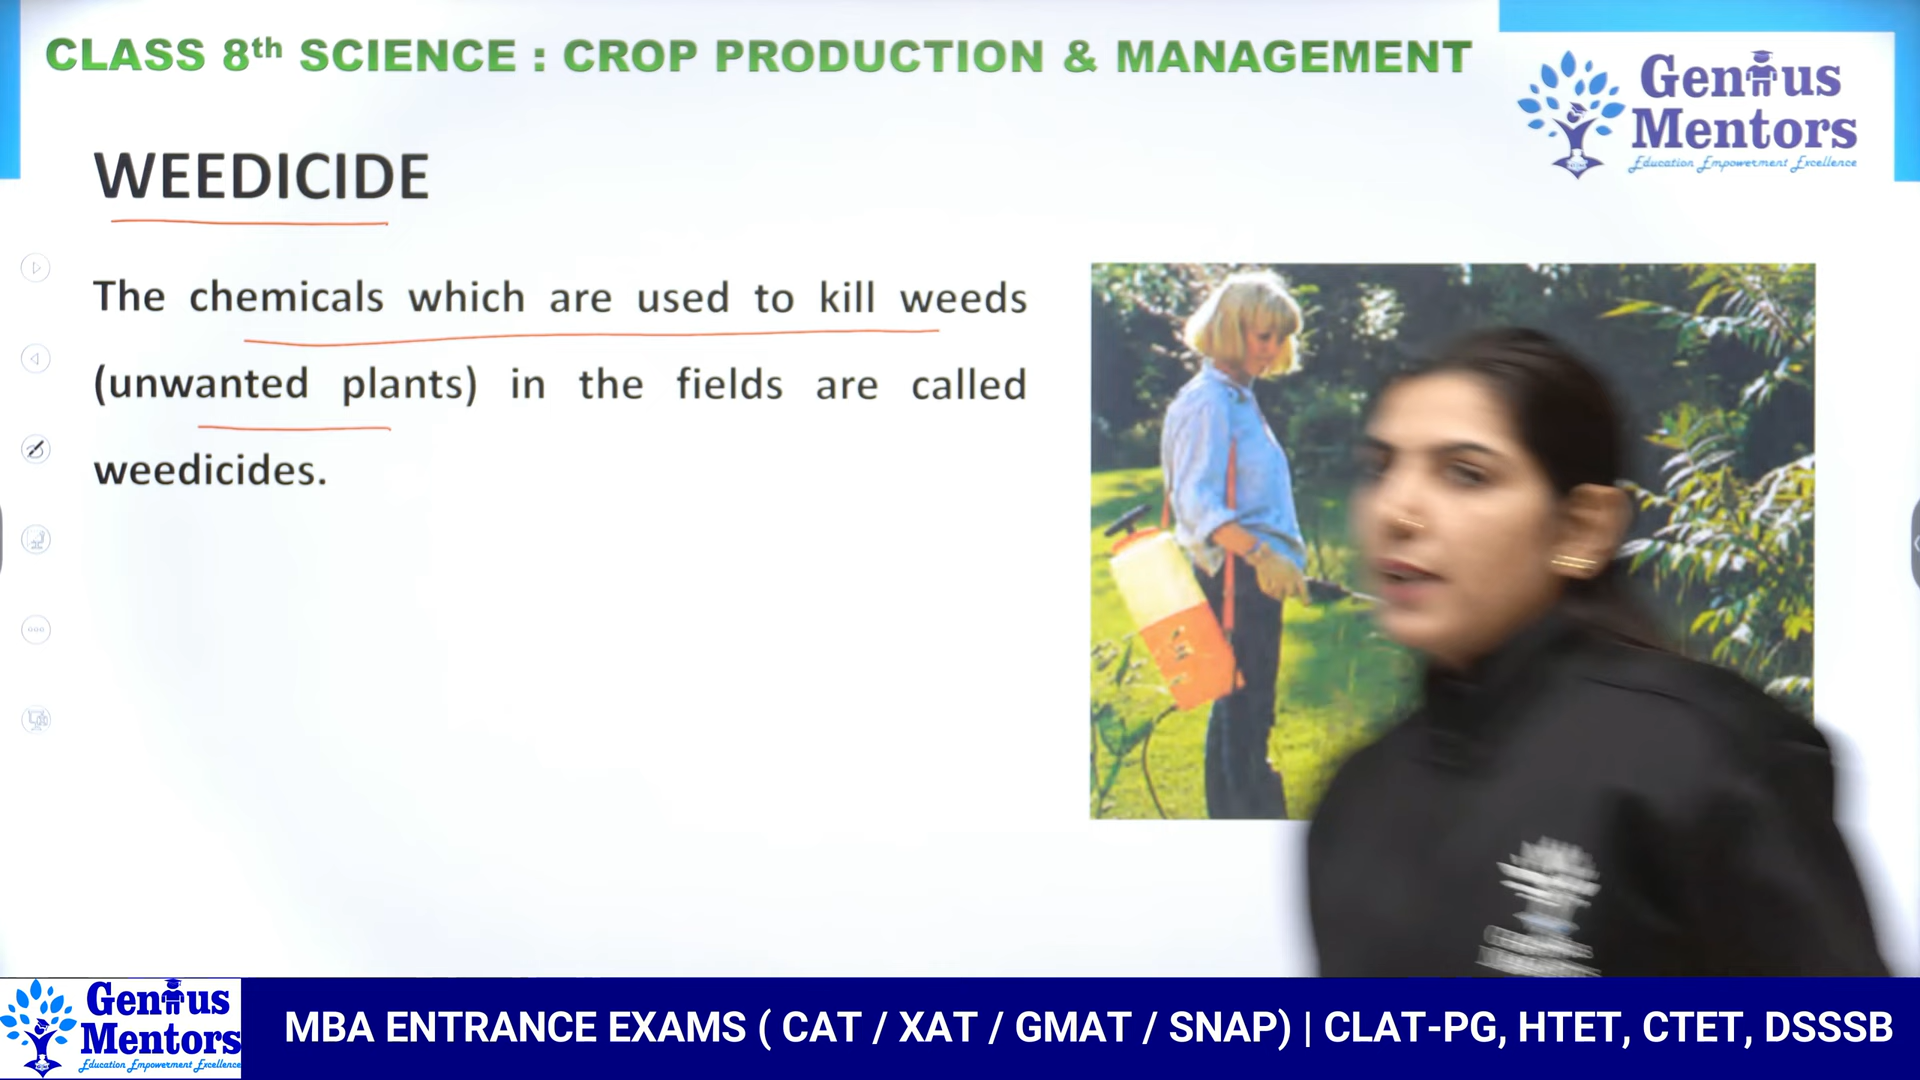 CLASS 8th SCIENCE : CROP PRODUCTION & MANAGEMENT
Genius
Mentors
Education Empowerment Excellence
WEEDICIDE
The chemicals which are used to kill weeds
(unwanted plants) in the fields are called
weedicides.
Genius
Mentors
Education Empowerment Excellence
MBA ENTRANCE EXAMS ( CAT / XAT / GMAT / SNAP) | CLAT-PG, HTET, CTET, DSSSB